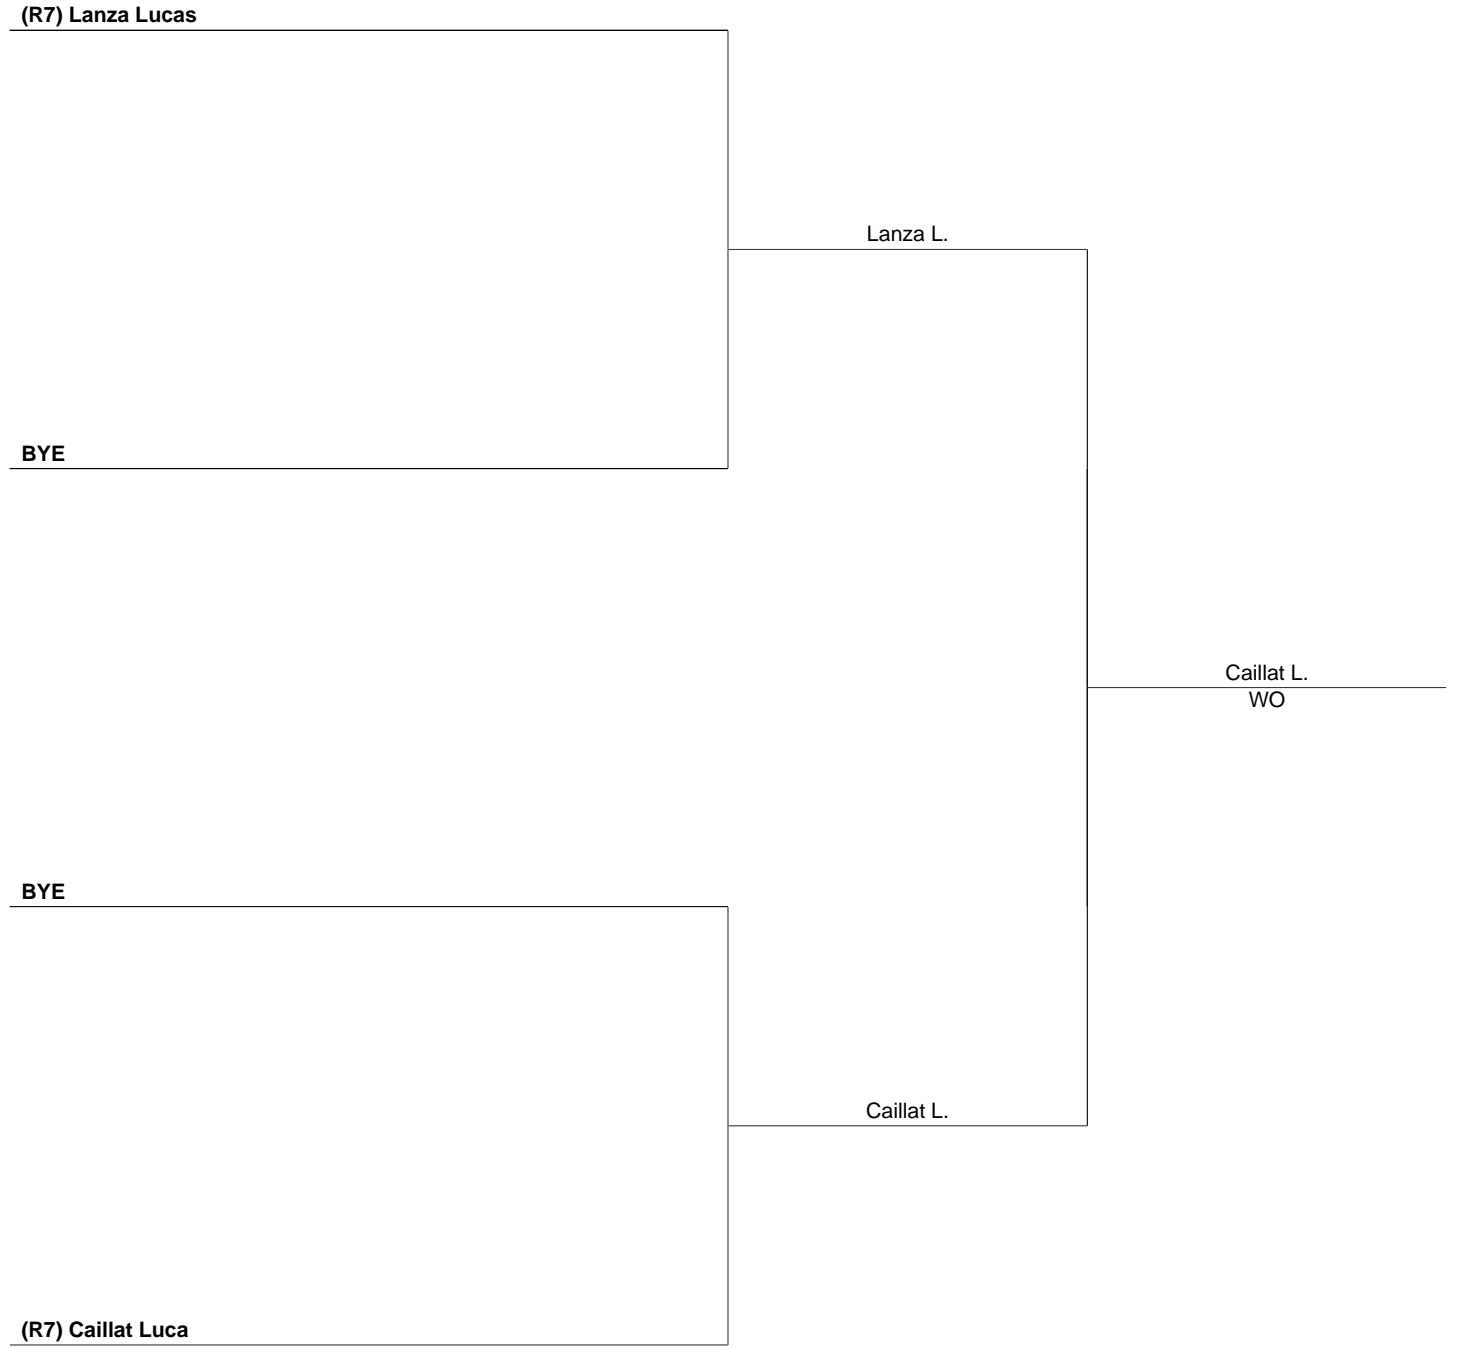 (R7) Lanza Lucas
Lanza L.
BYE
Caillat L.
WO
BYE
Caillat L.
(R7) Caillat Luca